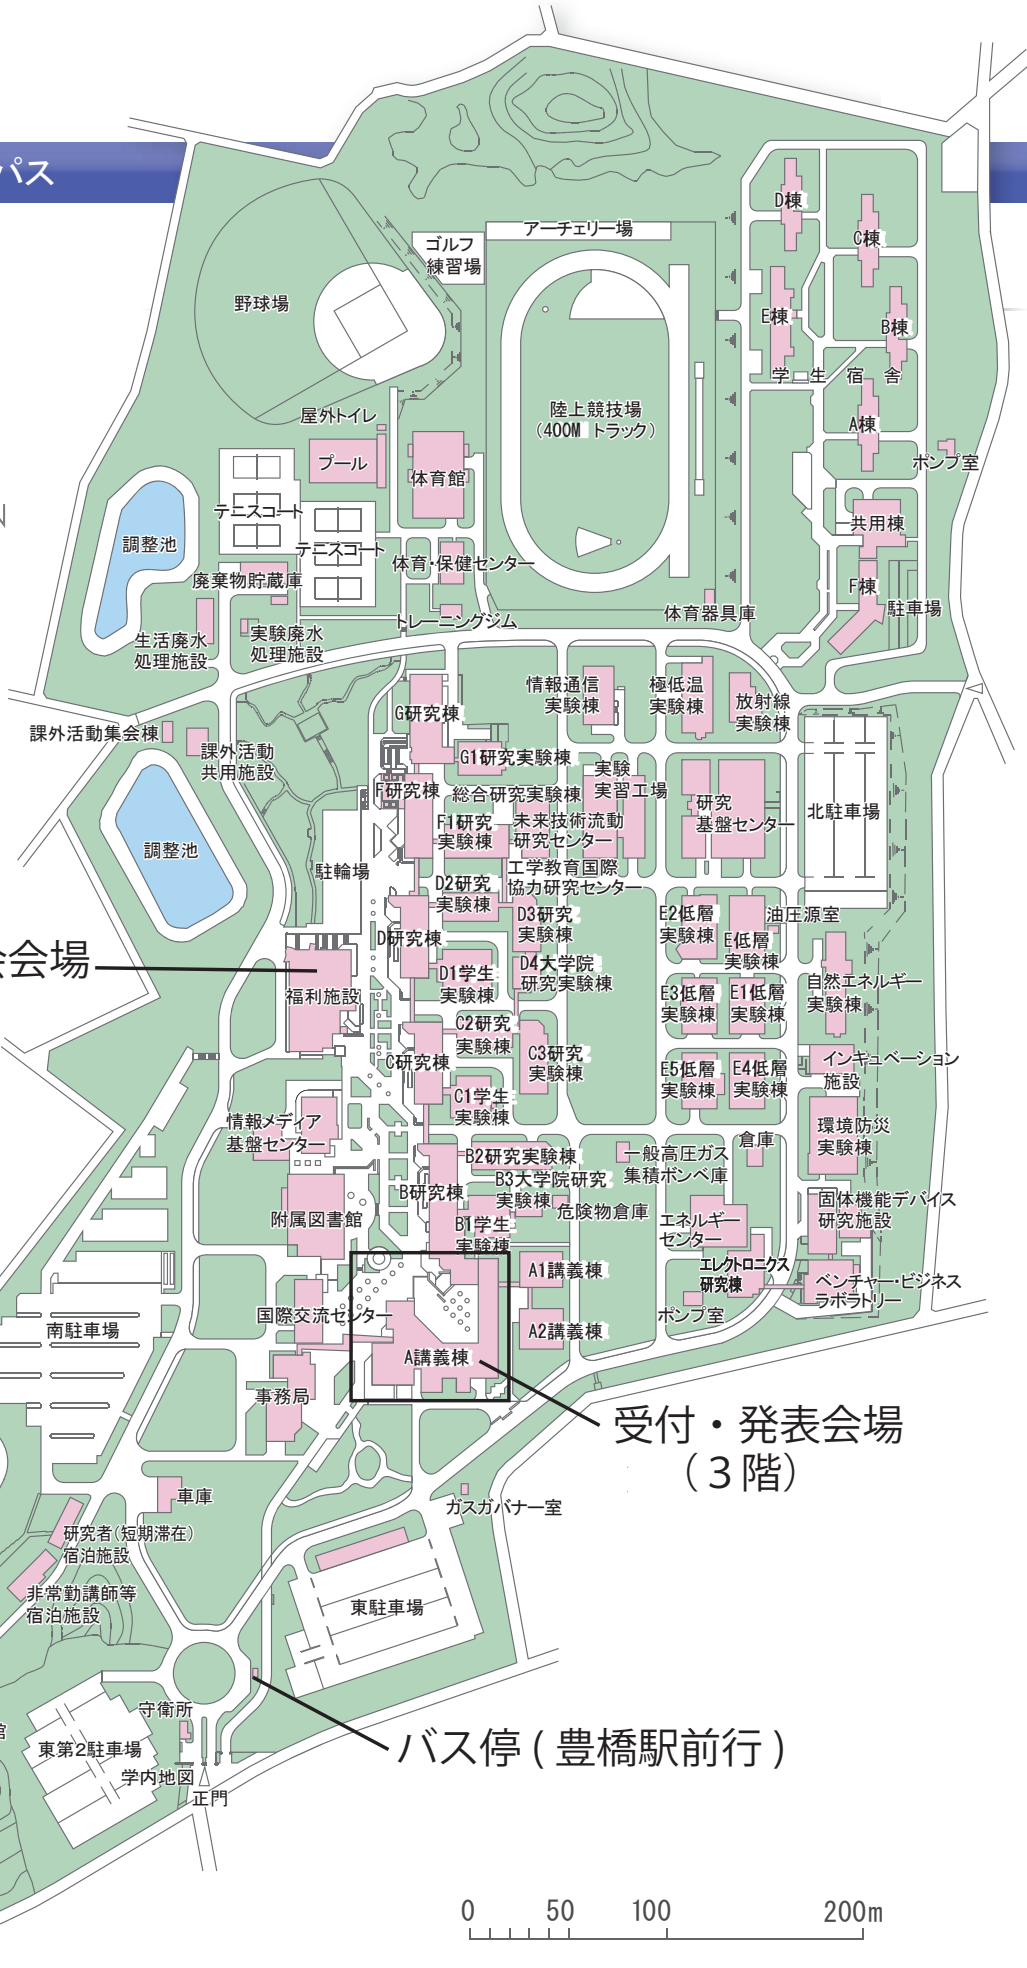 パス
アーチェリー場
ゴルフ
練習場
野球場
D棟
C棟
E棟
B棟
学生宿舎
A棟
ポンプ室
屋外トイレ
プール
体育館
陸上競技場
(400M トラック)
テニスコート
テニスコート
調整池
廃棄物貯蔵庫
体育・保健センター
共用棟
F棟
駐車場
生活廃水
処理施設
実験廃水
処理施設
トレーニングジム
体育器具庫
課外活動集会棟
課外活動
共用施設
G研究棟
情報通信
実験棟
極低温
実験棟
放射線
実験棟
G1研究実験棟
F研究棟
総合研究実験棟
実験
実習工場
研究
基盤センター
北駐車場
F1研究
実験棟
未来技術流動
研究センター
調整池
駐輪場
工学教育国際
協力研究センター
D2研究
実験棟
D3研究
実験棟
E2低層
実験棟
油圧源室
E低層
実験棟
D研究棟
会会場
福利施設
D1学生
実験棟
D4大学院
研究実験棟
E3低層
実験棟
E1低層
実験棟
自然エネルギー
実験棟
C2研究
実験棟
C研究棟
C3研究
実験棟
E5低層
実験棟
E4低層
実験棟
インキュベーション
施設
C1学生
実験棟
情報メディア
基盤センター
倉庫
環境防災
実験棟
B2研究実験棟
一般高圧ガス
集積ボンベ庫
B3大学院研究
実験棟
B研究棟
危険物倉庫
固体機能デバイス
研究施設
附属図書館
B1学生
実験棟
エネルギー
センター
エレクトロニクス
研究棟
A1講義棟
ベンチャー・ビジネス
ラボラトリー
国際交流センター
ポンプ室
南駐車場
A2講義棟
A講義棟
事務局
受付・発表会場
(3階)
車庫
ガスガバナー室
研究者(短期滞在)
宿泊施設
非常勤講師等
宿泊施設
東駐車場
守衛所
東第2駐車場
学内地図
正門
バス停(豊橋駅前行)
0 50 100 200m